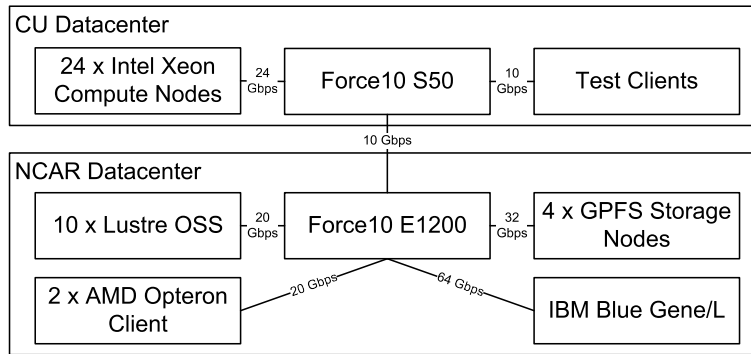 CU Datacenter
24 x Intel Xeon
Compute Nodes
24
Gbps
Force10 S50
10
Gbps
Test Clients
10 Gbps
NCAR Datacenter
10 x Lustre OSS
20
Gbps
Force10 E1200
32
Gbps
4 x GPFS Storage
Nodes
2 x AMD Opteron
Client
20 Gbps
64 Gbps
IBM Blue Gene/L